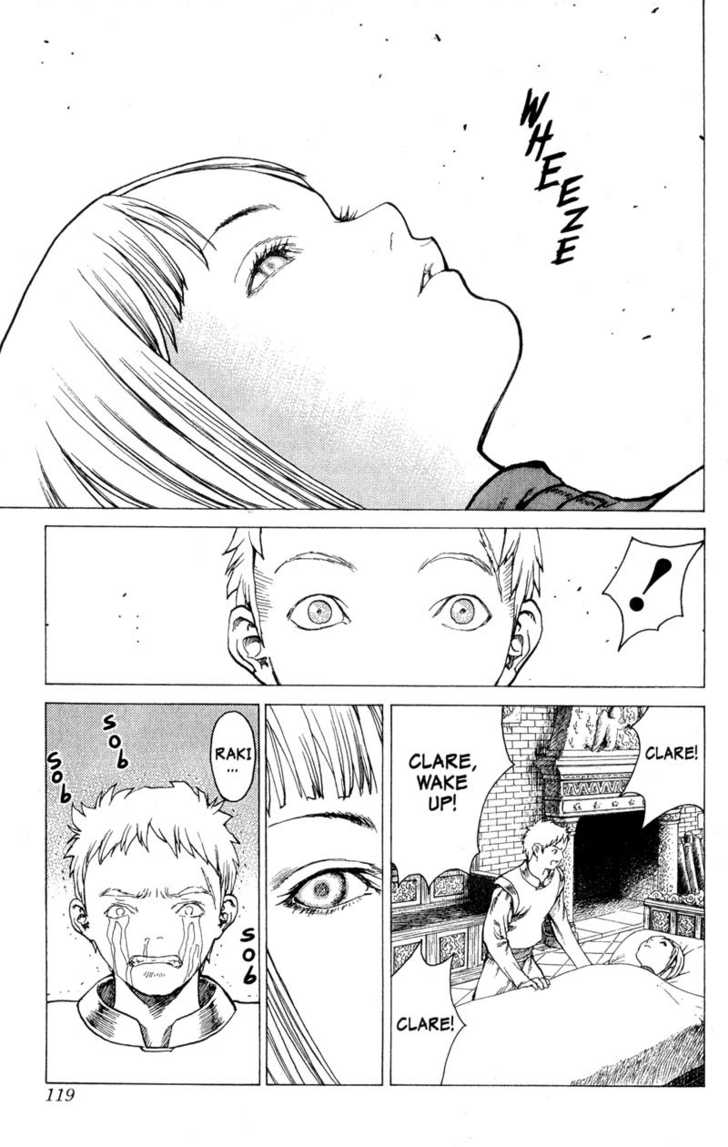 WHEEZE
!
CLARE!
CLARE,
WAKE
UP!
CLARE!
RAKI
...
SOB
SOB
SOB
119